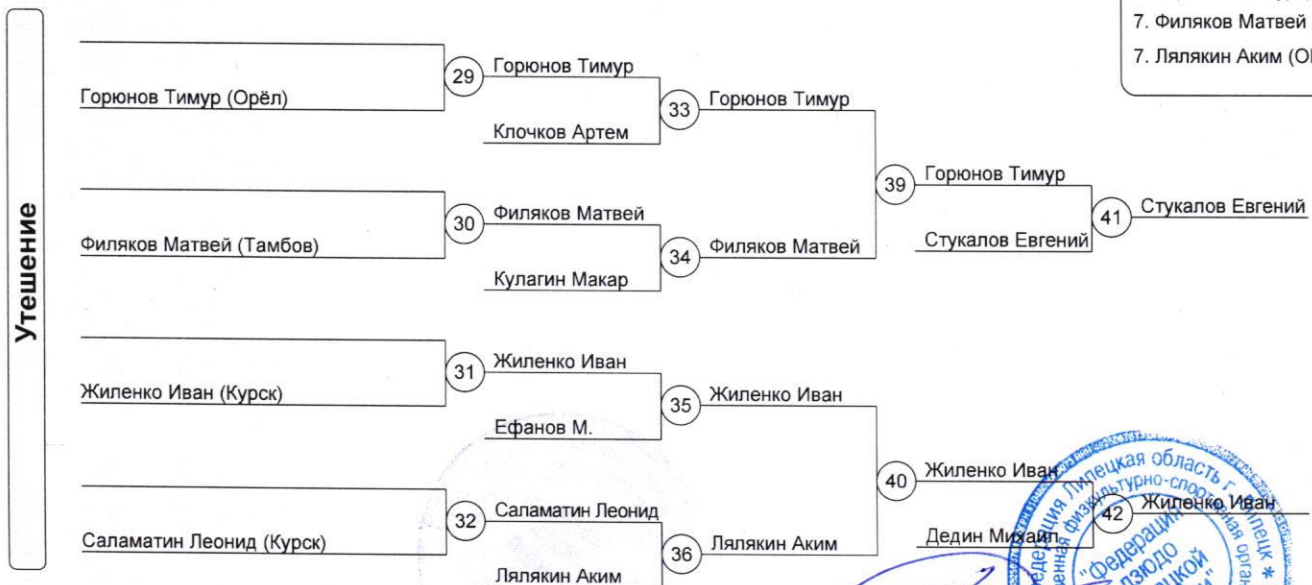 7. Филяков Матвей
7. Лялякин Аким
Утешение
Горюнов Тимур (Орёл)
29
Горюнов Тимур
Клочков Артем
33
Горюнов Тимур
Филяков Матвей (Тамбов)
30
Филяков Матвей
Кулагин Макар
34
Филяков Матвей
39
Горюнов Тимур
Стукалов Евгений
41
Стукалов Евгений
Жиленко Иван (Курск)
31
Жиленко Иван
Ефанов М.
35
Жиленко Иван
Саламатин Леонид (Курск)
32
Саламатин Леонид
Лялякин Аким
36
Лялякин Аким
40
Жиленко Иван
Дедин Михаил
42
Жиленко Иван
Липецкая область г. Липецк *
физкультурно-спортивная
"Федерация
дзюдо